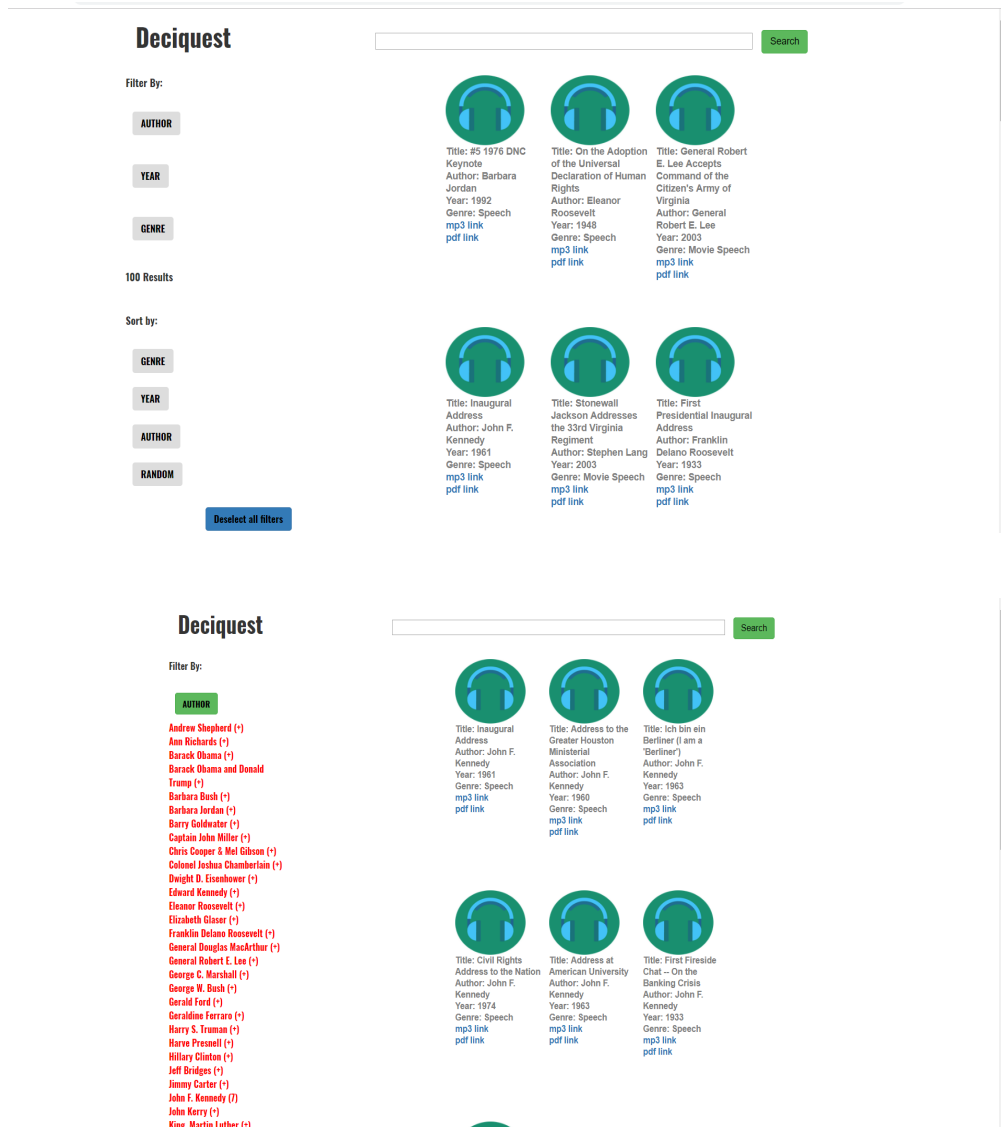 Deciquest
Search
Filter By:
AUTHOR
YEAR
GENRE
100 Results
Sort by:
GENRE
YEAR
AUTHOR
RANDOM
Deselect all filters
Title: #5 1976 DNC
Keynote
Author: Barbara
Jordan
Year: 1992
Genre: Speech
mp3 link
pdf link
Title: On the Adoption
of the Universal
Declaration of Human
Rights
Author: Eleanor
Roosevelt
Year: 1948
Genre: Speech
mp3 link
pdf link
Title: General Robert
E. Lee Accepts
Command of the
Citizen's Army of
Virginia
Author: General
Robert E. Lee
Year: 2003
Genre: Movie Speech
mp3 link
pdf link
Title: Inaugural
Address
Author: John F.
Kennedy
Year: 1961
Genre: Speech
mp3 link
pdf link
Title: Stonewall
Jackson Addresses
the 33rd Virginia
Regiment
Author: Stephen Lang
Year: 2003
Genre: Movie Speech
mp3 link
pdf link
Title: First
Presidential Inaugural
Address
Author: Franklin
Delano Roosevelt
Year: 1933
Genre: Speech
mp3 link
pdf link
Deciquest
Search
Filter By:
AUTHOR
Andrew Shepherd (+)
Ann Richards (+)
Barack Obama (+)
Barack Obama and Donald
Trump (+)
Barbara Bush (+)
Barbara Jordan (+)
Barry Goldwater (+)
Captain John Miller (+)
Chris Cooper & Mel Gibson (+)
Colonel Joshua Chamberlain (+)
Dwight D. Eisenhower (+)
Edward Kennedy (+)
Eleanor Roosevelt (+)
Elizabeth Glaser (+)
Franklin Delano Roosevelt (+)
General Douglas MacArthur (+)
General Robert E. Lee (+)
George C. Marshall (+)
George W. Bush (+)
Gerald Ford (+)
Geraldine Ferraro (+)
Harry S. Truman (+)
Harve Presnell (+)
Hillary Clinton (+)
Jeff Bridges (+)
Jimmy Carter (+)
John F. Kennedy (7)
John Kerry (+)
King, Martin Luther (+)
Title: Inaugural
Address
Author: John F.
Kennedy
Year: 1961
Genre: Speech
mp3 link
pdf link
Title: Address to the
Greater Houston
Ministerial
Association
Author: John F.
Kennedy
Year: 1960
Genre: Speech
mp3 link
pdf link
Title: Ich bin ein
Berliner (I am a
'Berliner')
Author: John F.
Kennedy
Year: 1963
Genre: Speech
mp3 link
pdf link
Title: Civil Rights
Address to the Nation
Author: John F.
Kennedy
Year: 1974
Genre: Speech
mp3 link
pdf link
Title: Address at
American University
Author: John F.
Kennedy
Year: 1963
Genre: Speech
mp3 link
pdf link
Title: First Fireside
Chat -- On the
Banking Crisis
Author: John F.
Kennedy
Year: 1933
Genre: Speech
mp3 link
pdf link